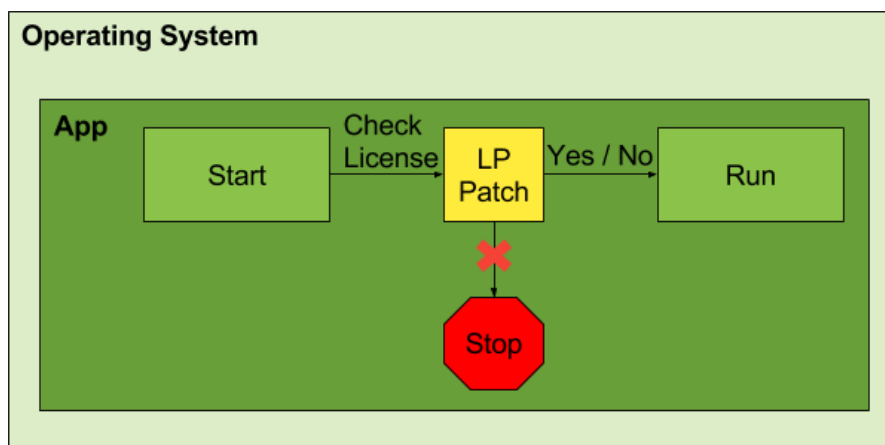 Operating System
App
Start
Check
License
LP
Patch
Yes / No
Run
Stop